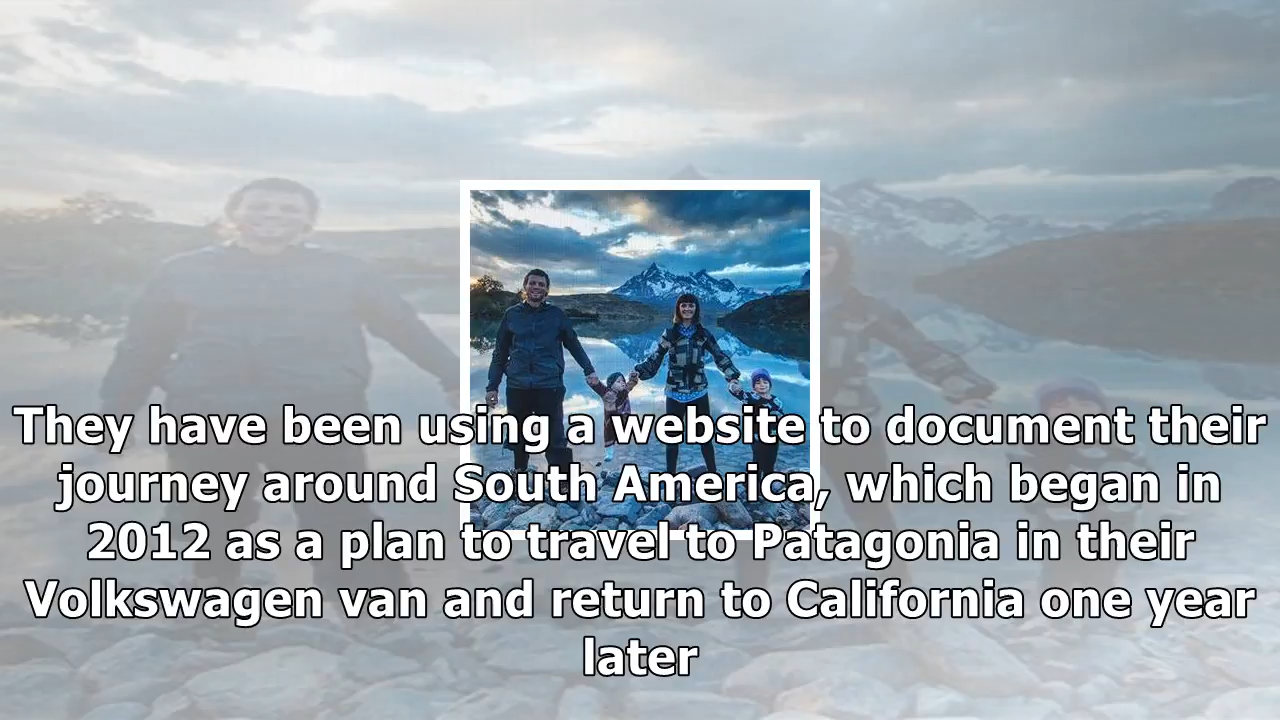 They have been using a website to document their
journey around South America, which began in
2012 as a plan to travel to Patagonia in their
Volkswagen van and return to California one year
later